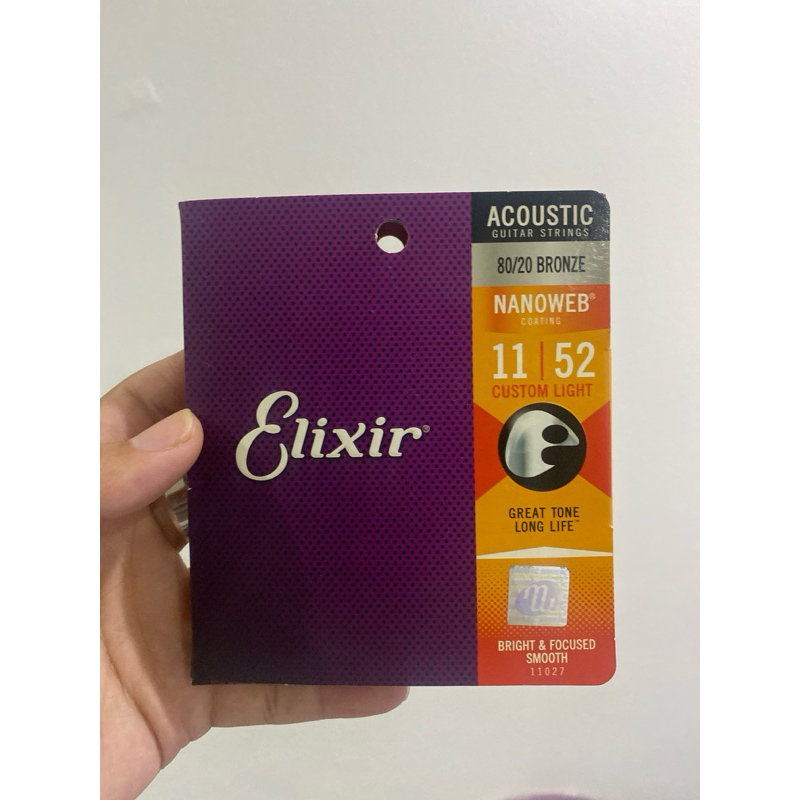 Elixir®
ACOUSTIC
GUITAR STRINGS
80/20 BRONZE
NANOWEB®
COATING
11 | 52
CUSTOM LIGHT
GREAT TONE
LONG LIFE™
BRIGHT & FOCUSED
SMOOTH
11027